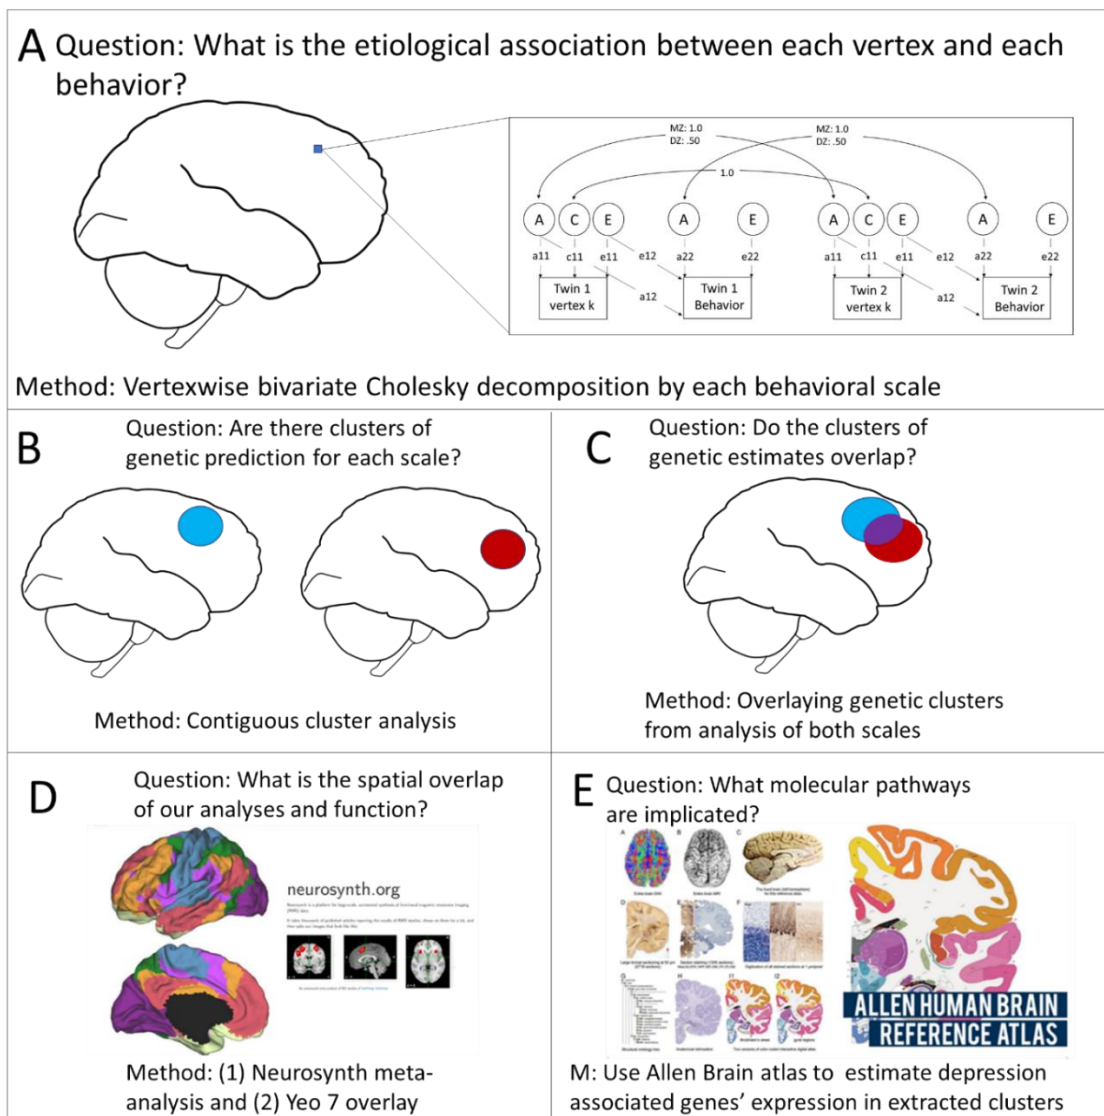 A Question: What is the etiological association between each vertex and each
behavior?
MZ: 1.0
DZ: .50
MZ: 1.0
DZ: .50
1.0
A C E A E A C E A E
a11 c11 e11 e12 a22 e22 a11 c11 e11 e12 a22 e22
Twin 1
vertex k
a12
Twin 1
Behavior
Twin 2
vertex k
a12
Twin 2
Behavior
Method: Vertexwise bivariate Cholesky decomposition by each behavioral scale
B
Question: Are there clusters of
genetic prediction for each scale?
Method: Contiguous cluster analysis
C
Question: Do the clusters of
genetic estimates overlap?
Method: Overlaying genetic clusters
from analysis of both scales
D
Question: What is the spatial overlap
of our analyses and function?
neurosynth.org
Method: (1) Neurosynth meta-
analysis and (2) Yeo 7 overlay
E Question: What molecular pathways
are implicated?
A B C
D E F
G H I1 I2
ALLEN HUMAN BRAIN
REFERENCE ATLAS
M: Use Allen Brain atlas to estimate depression
associated genes' expression in extracted clusters